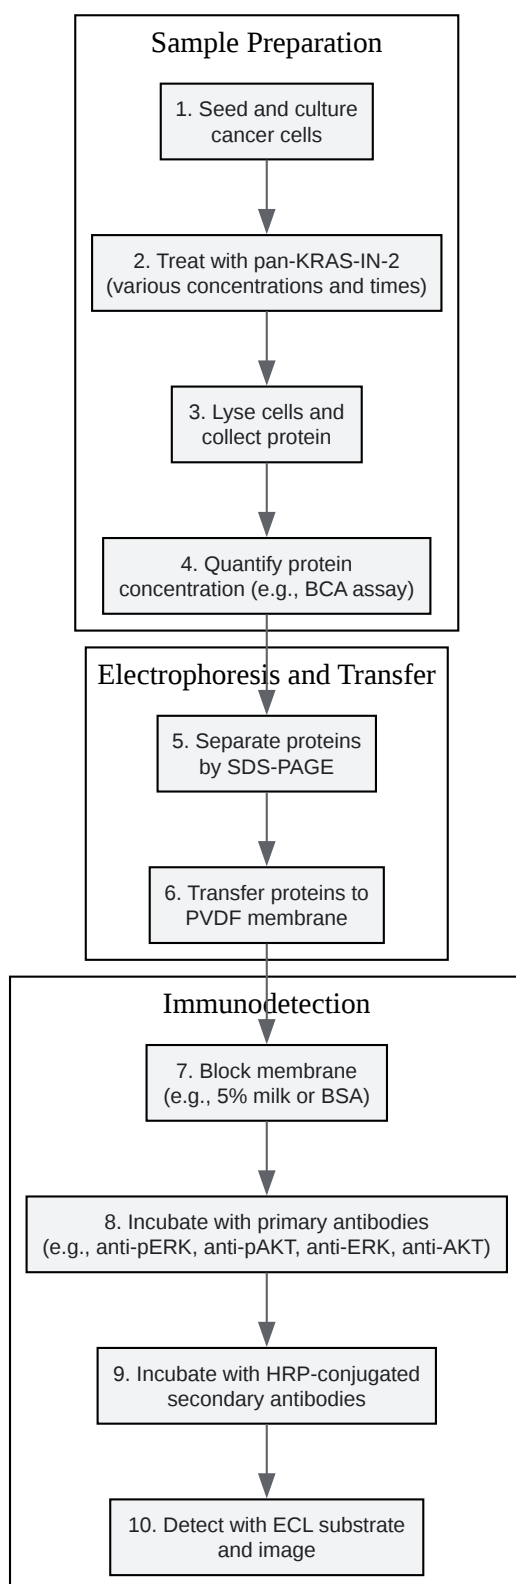 Sample Preparation
1. Seed and culture
cancer cells
2. Treat with pan-KRAS-IN-2
(various concentrations and times)
3. Lyse cells and
collect protein
4. Quantify protein
concentration (e.g., BCA assay)
Electrophoresis and Transfer
5. Separate proteins
by SDS-PAGE
6. Transfer proteins to
PVDF membrane
Immunodetection
7. Block membrane
(e.g., 5% milk or BSA)
8. Incubate with primary antibodies
(e.g., anti-pERK, anti-pAKT, anti-ERK, anti-AKT)
9. Incubate with HRP-conjugated
secondary antibodies
10. Detect with ECL substrate
and image